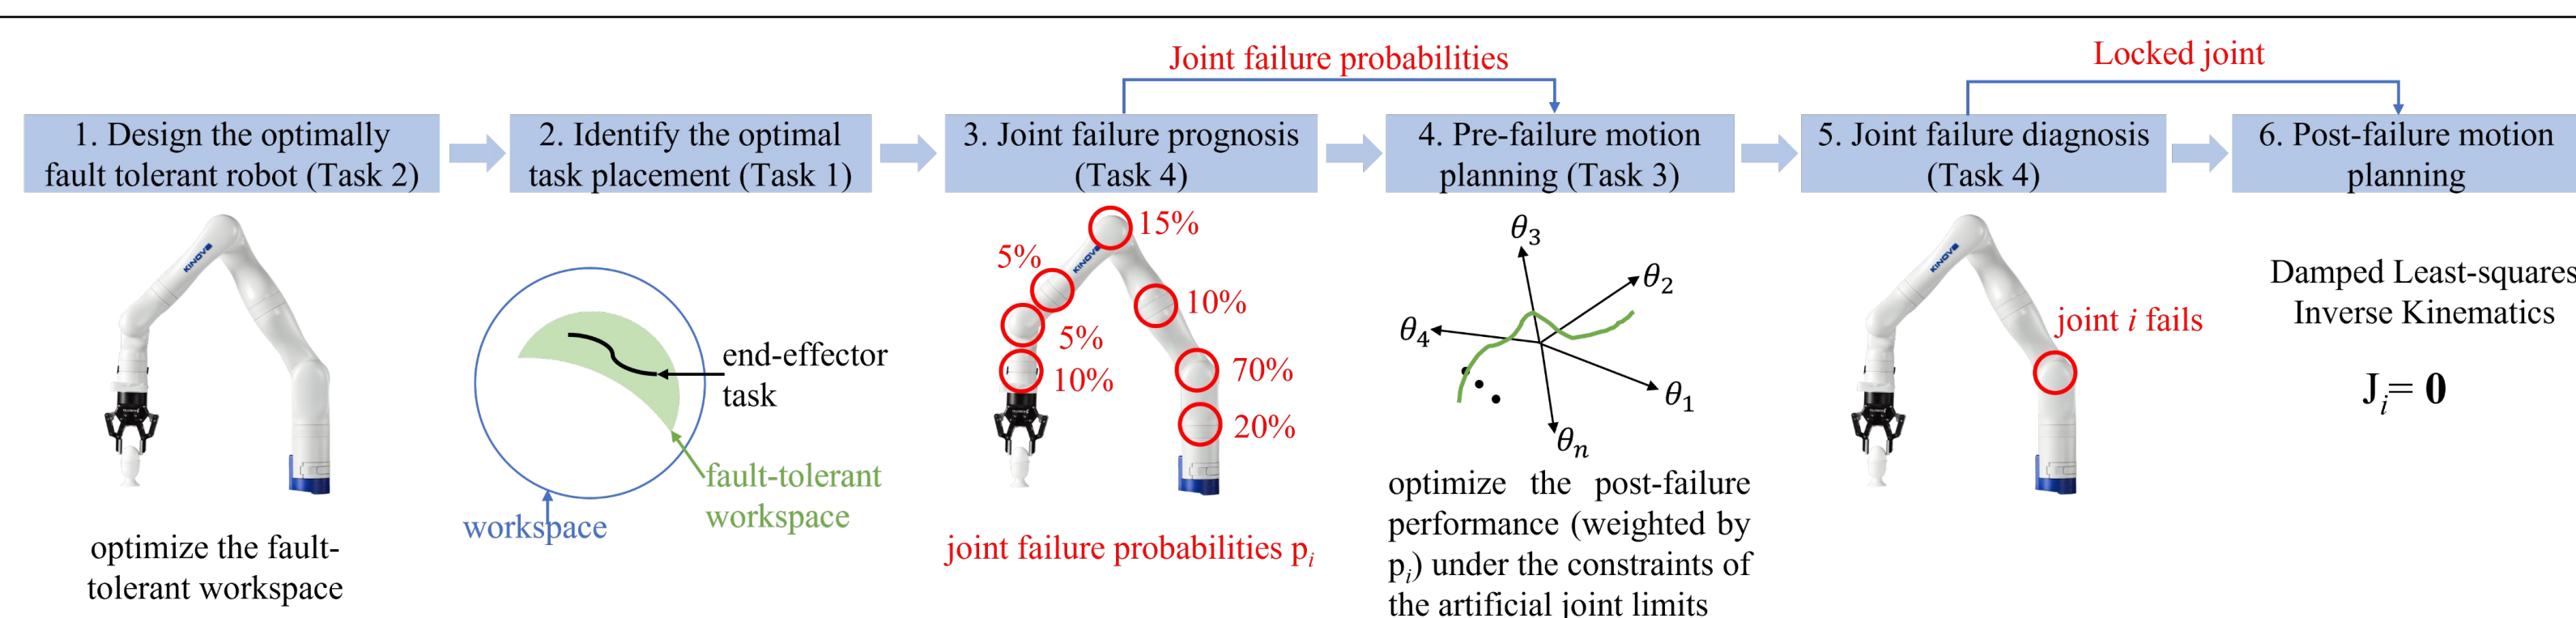 Joint failure probabilities
Locked joint
1. Design the optimally
fault tolerant robot (Task 2)
2. Identify the optimal
task placement (Task 1)
3. Joint failure prognosis
(Task 4)
4. Pre-failure motion
planning (Task 3)
5. Joint failure diagnosis
(Task 4)
6. Post-failure motion
planning
KINOVA
optimize the fault-
tolerant workspace
end-effector
task
fault-tolerant
workspace
workspace
KINOVA
15%
5%
10%
5%
10%
70%
20%
joint failure probabilities pᵢ
θ₃
θ₂
θ₄
θ₁
θₙ
optimize the post-failure
performance (weighted by
pᵢ) under the constraints of
the artificial joint limits
KINOVA
joint i fails
Damped Least-squares
Inverse Kinematics
Jᵢ= 0